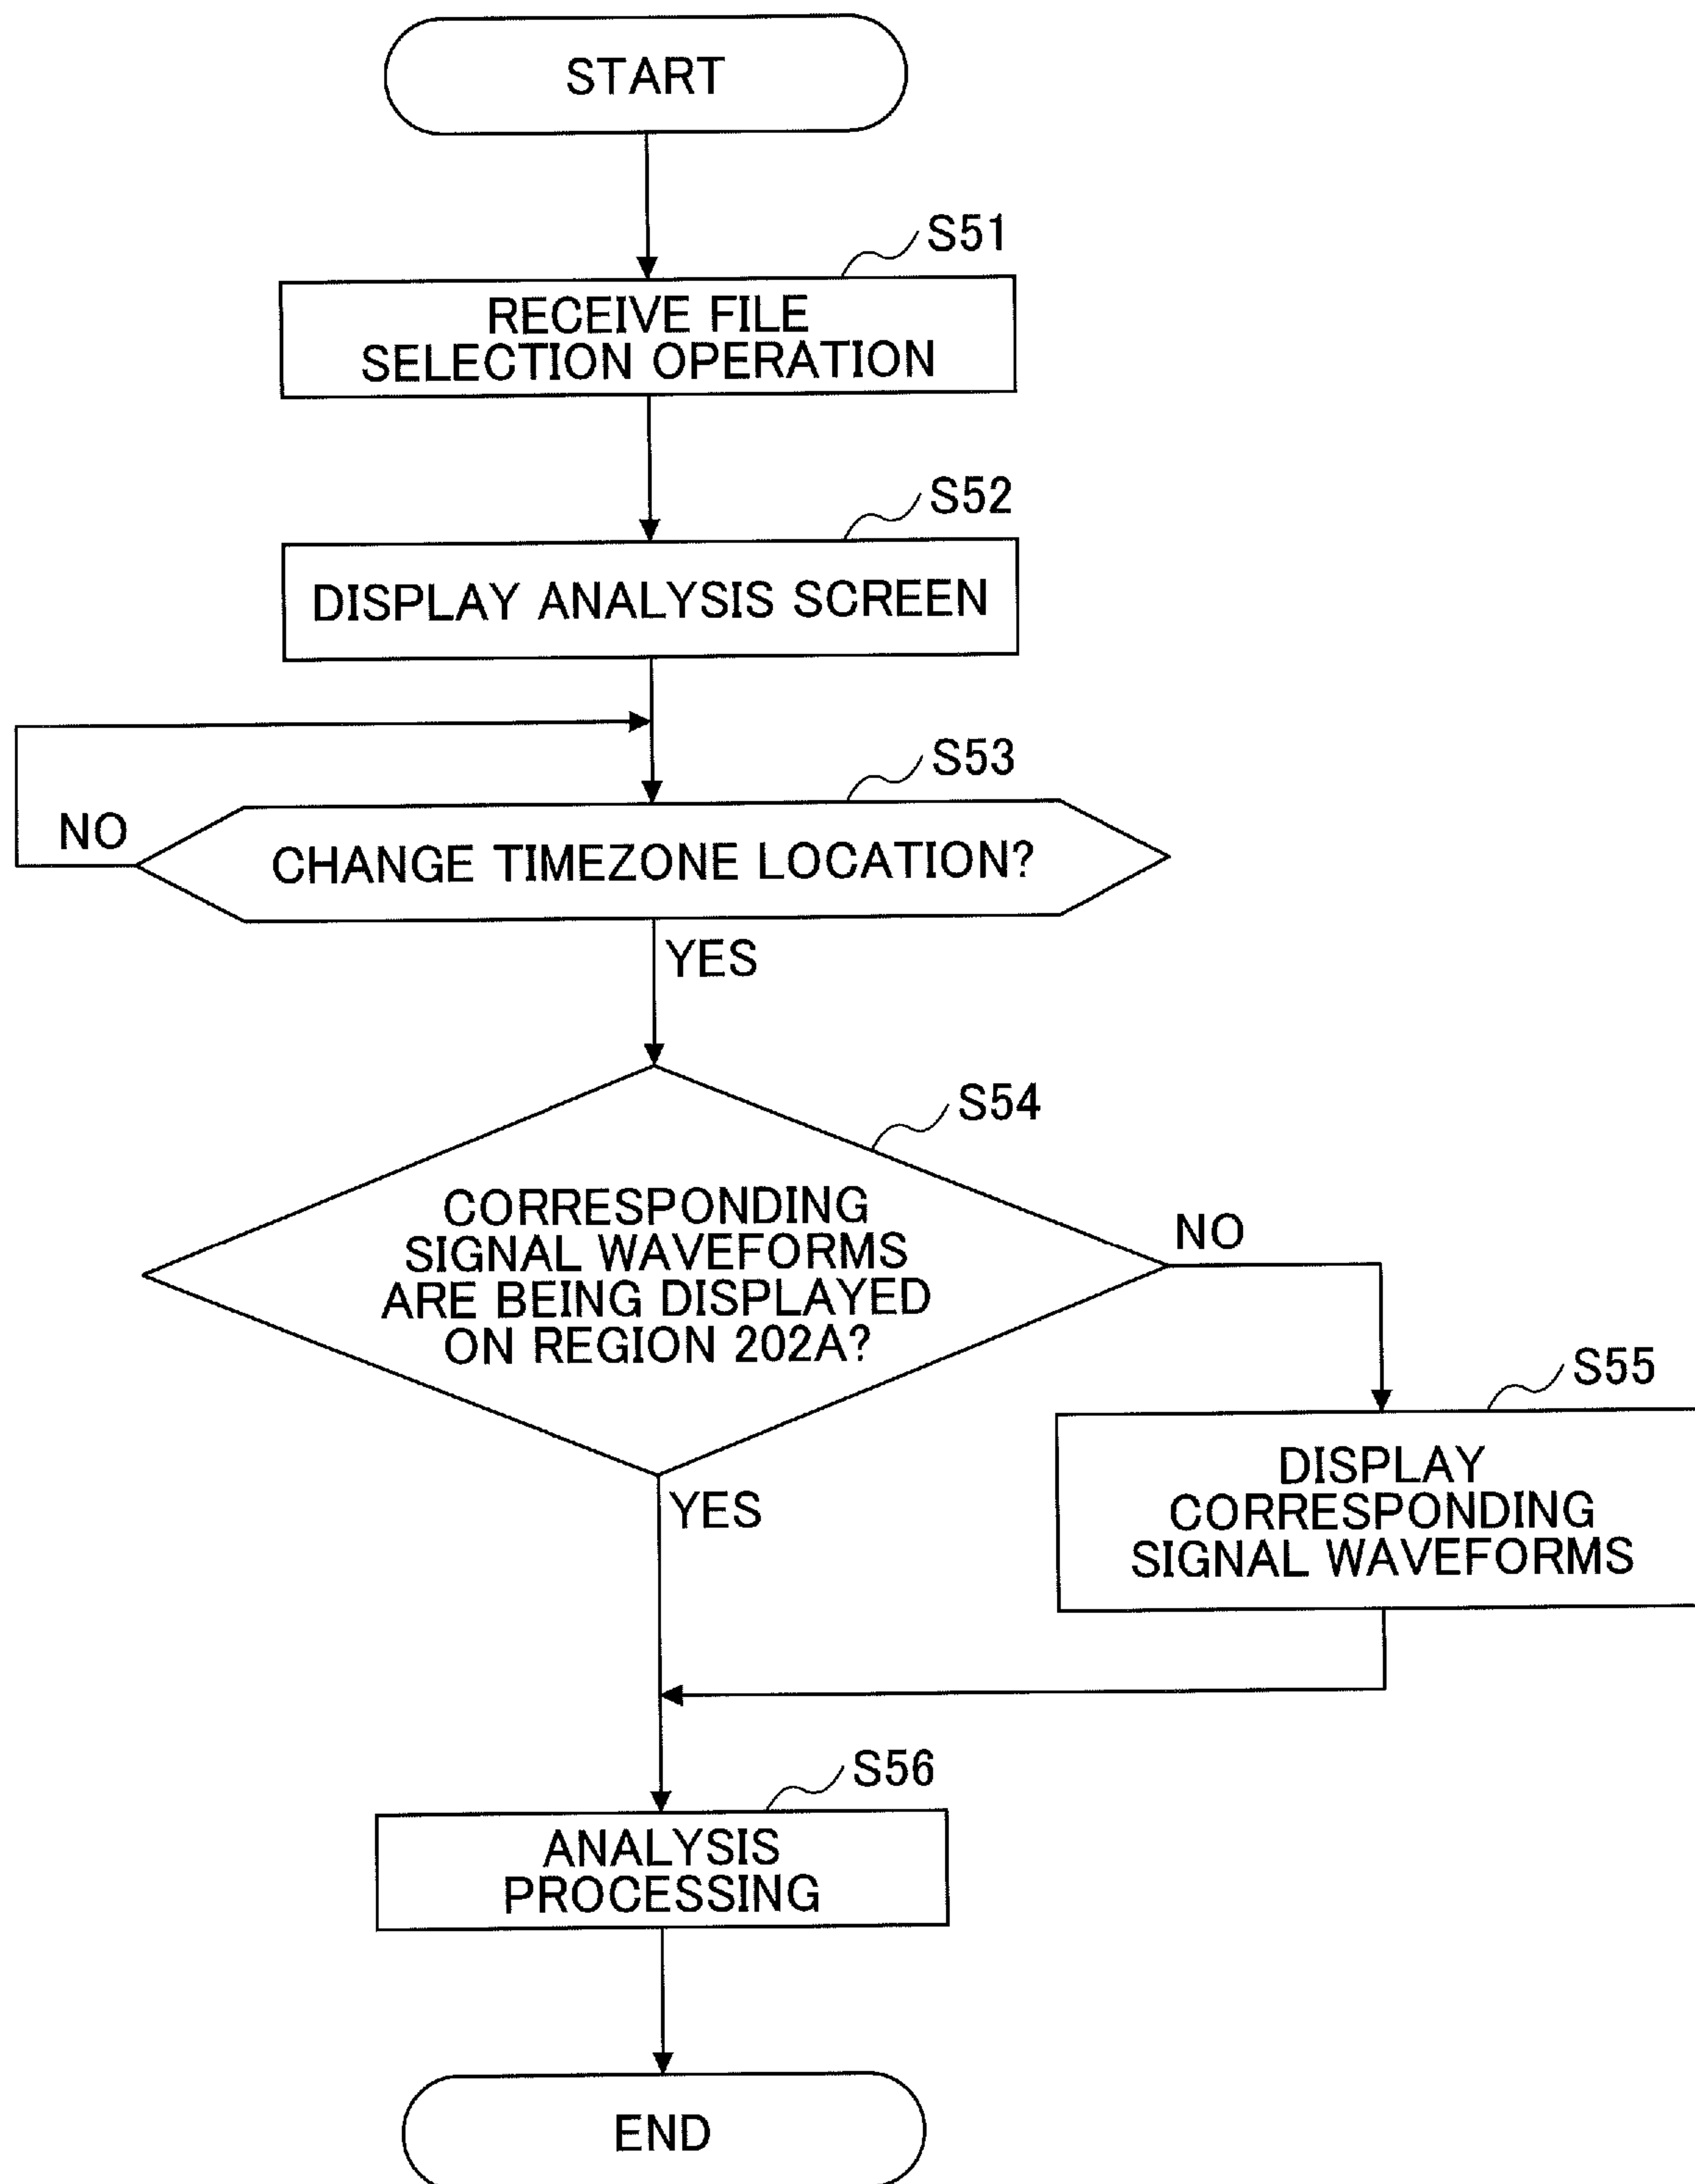 START
S51
RECEIVE FILE
SELECTION OPERATION
S52
DISPLAY ANALYSIS SCREEN
S53
NO
CHANGE TIMEZONE LOCATION?
YES
S54
CORRESPONDING
SIGNAL WAVEFORMS
ARE BEING DISPLAYED
ON REGION 202A?
NO
YES
S55
DISPLAY
CORRESPONDING
SIGNAL WAVEFORMS
S56
ANALYSIS
PROCESSING
END